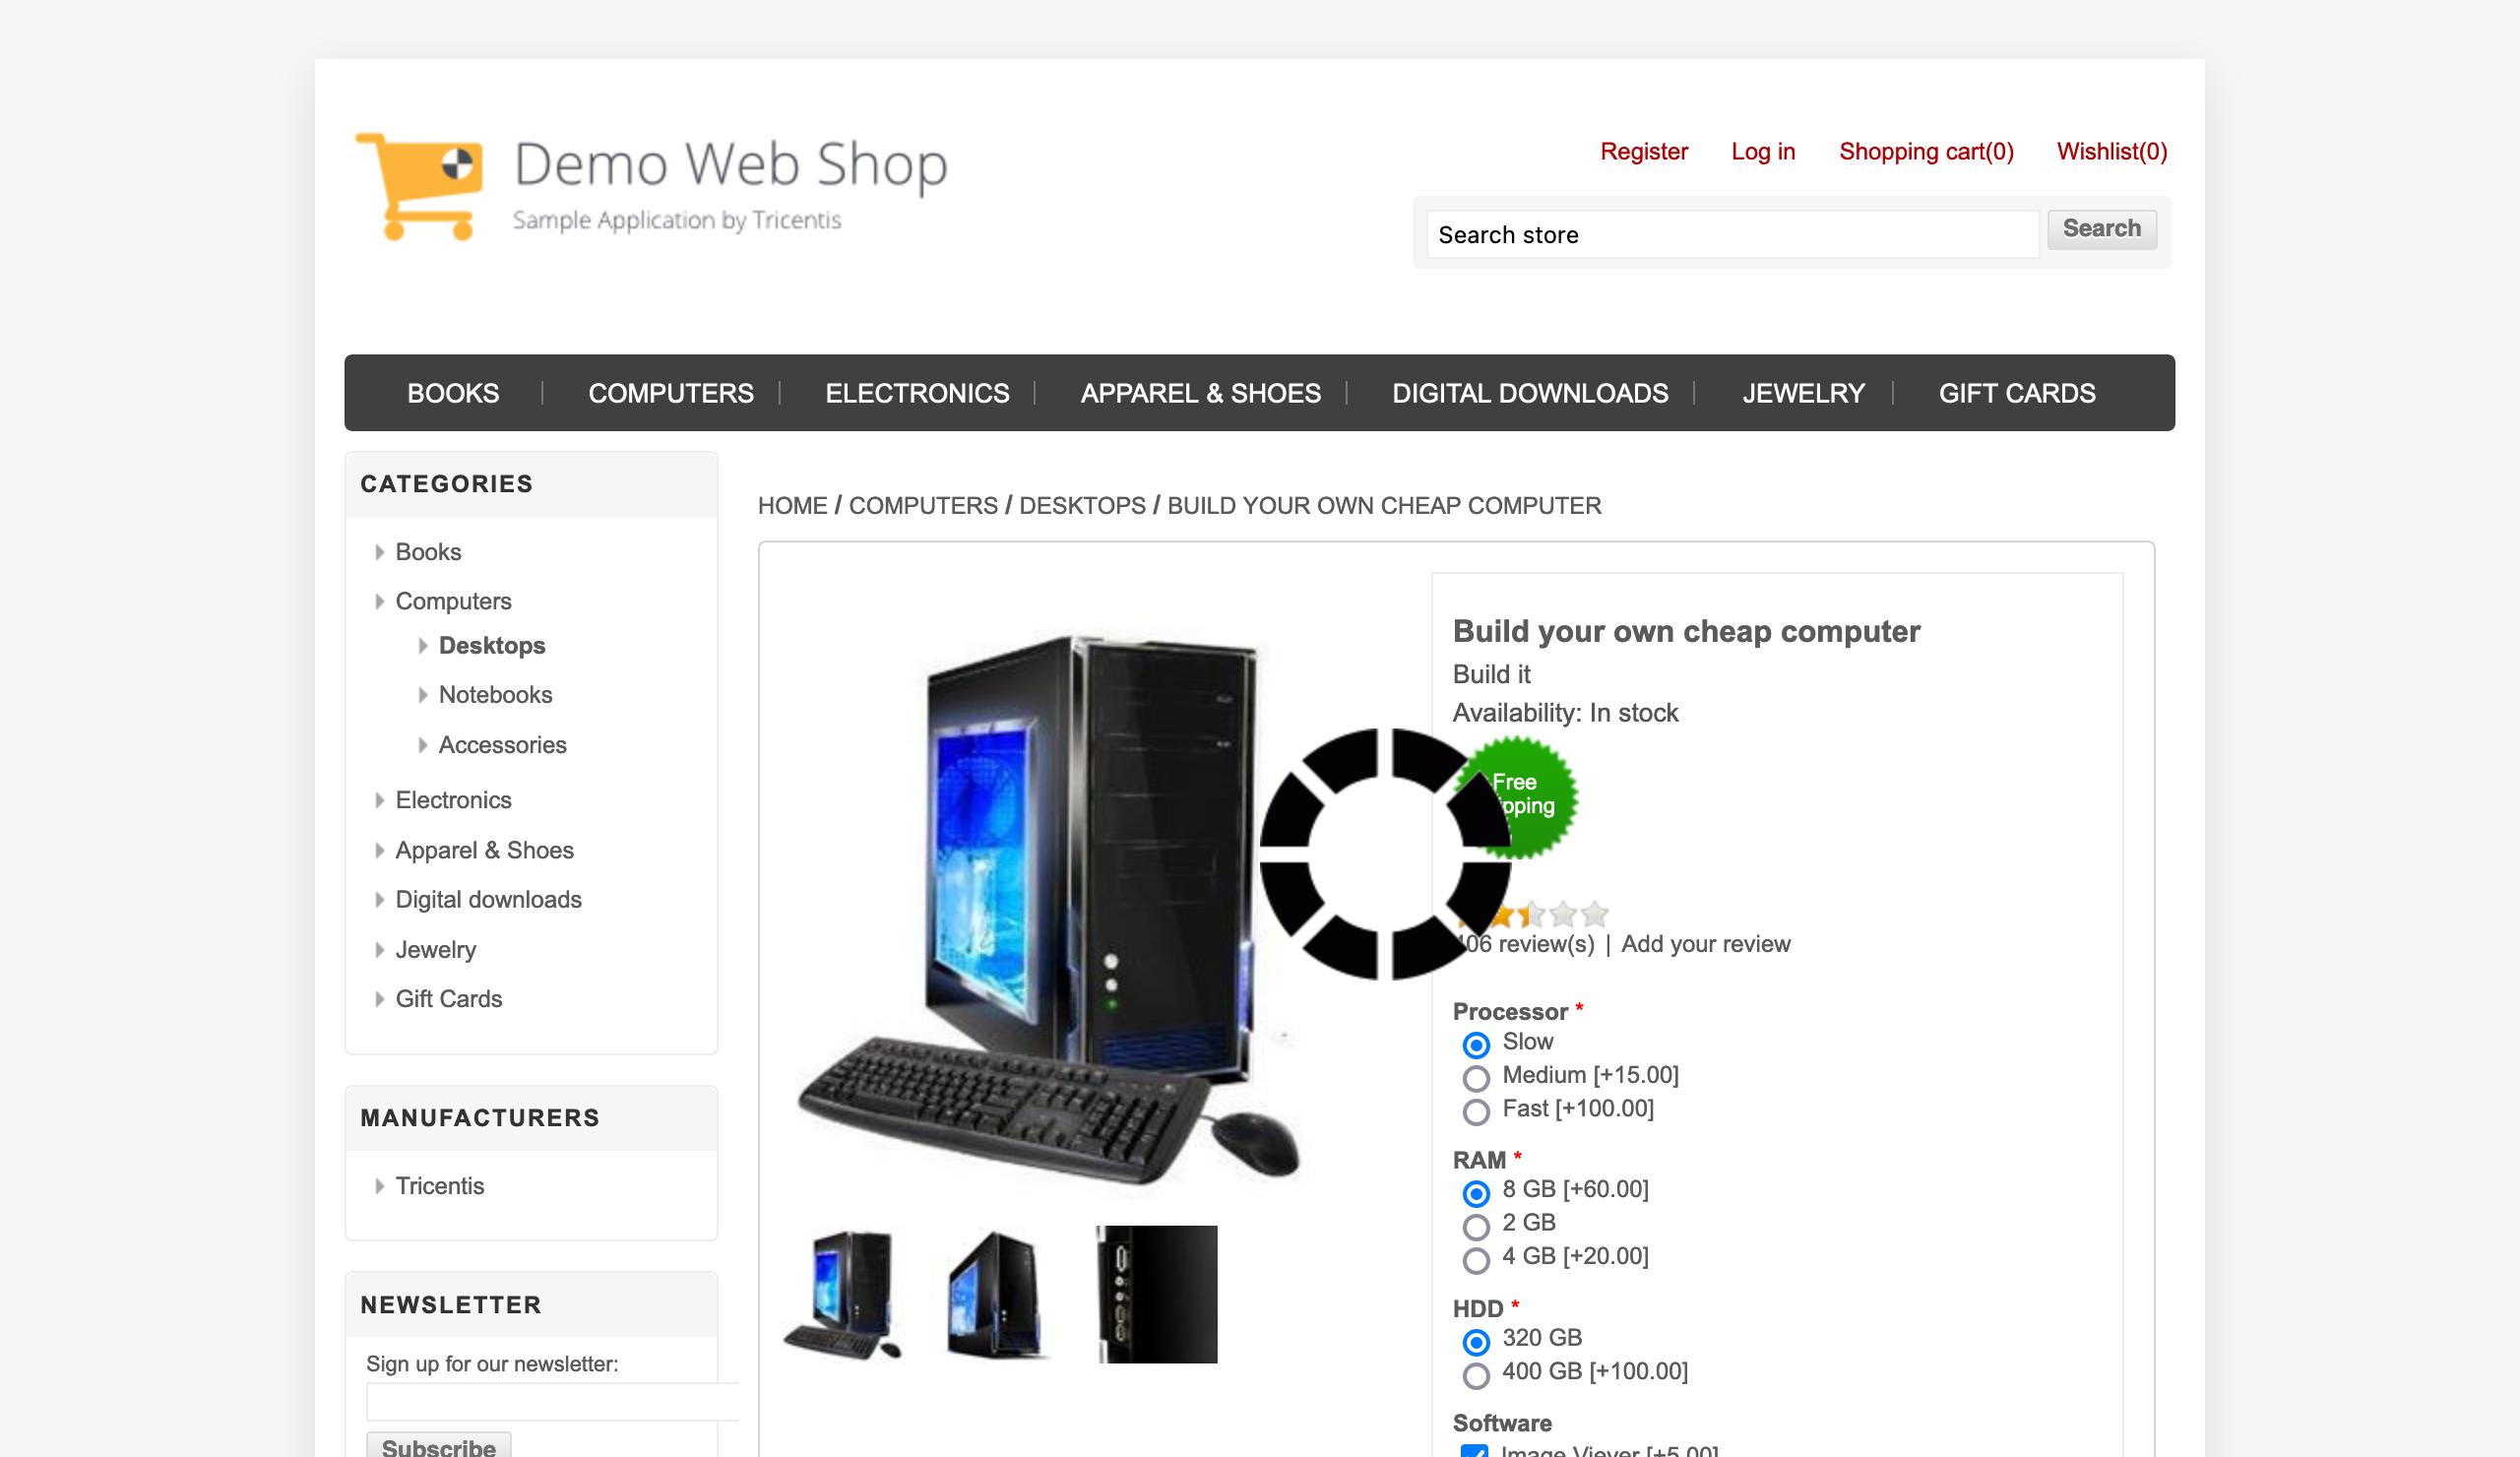 Demo Web Shop
Sample Application by Tricentis
Register Log in Shopping cart(0) Wishlist(0)
Search store Search
BOOKS COMPUTERS ELECTRONICS APPAREL & SHOES DIGITAL DOWNLOADS JEWELRY GIFT CARDS
CATEGORIES
Books
Computers
Desktops
Notebooks
Accessories
Electronics
Apparel & Shoes
Digital downloads
Jewelry
Gift Cards
MANUFACTURERS
Tricentis
NEWSLETTER
Sign up for our newsletter:
Subscribe
HOME / COMPUTERS / DESKTOPS / BUILD YOUR OWN CHEAP COMPUTER
Build your own cheap computer
Build it
Availability: In stock
Free
review(s) | Add your review
Processor *
Slow
Medium [+15.00]
Fast [+100.00]
RAM *
8 GB [+60.00]
2 GB
4 GB [+20.00]
HDD *
320 GB
400 GB [+100.00]
Software
Image Viever [+5.00]